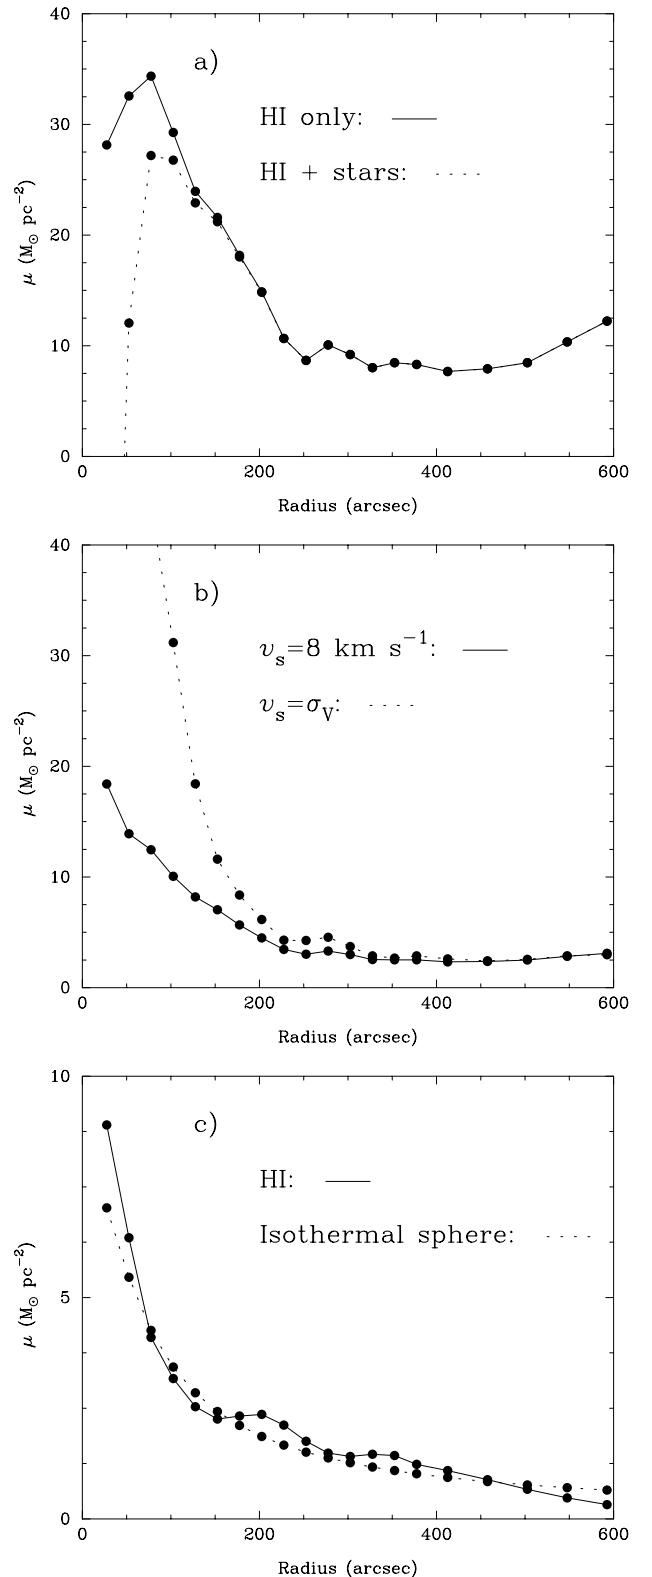 40
a)
HI only:
30
HI + stars:
μ (M⊙ pc⁻²)
20
10
0
0 200 400 600
Radius (arcsec)
40
b)
30
υₛ=8 km s⁻¹:
υₛ=σ_V:
μ (M⊙ pc⁻²)
20
10
0
0 200 400 600
Radius (arcsec)
10
c)
HI:
Isothermal sphere:
μ (M⊙ pc⁻²)
5
0
0 200 400 600
Radius (arcsec)